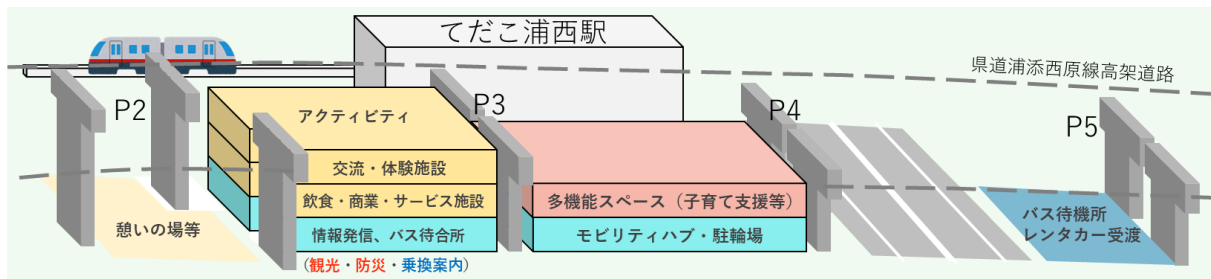 てだこ浦西駅
県道浦添西原線高架道路
P2
P3
P4
P5
アクティビティ
交流・体験施設
飲食・商業・サービス施設
情報発信、バス待合所
（観光・防災・乗換案内）
多機能スペース（子育て支援等）
モビリティハブ・駐輪場
憩いの場等
バス待機所
レンタカー受渡